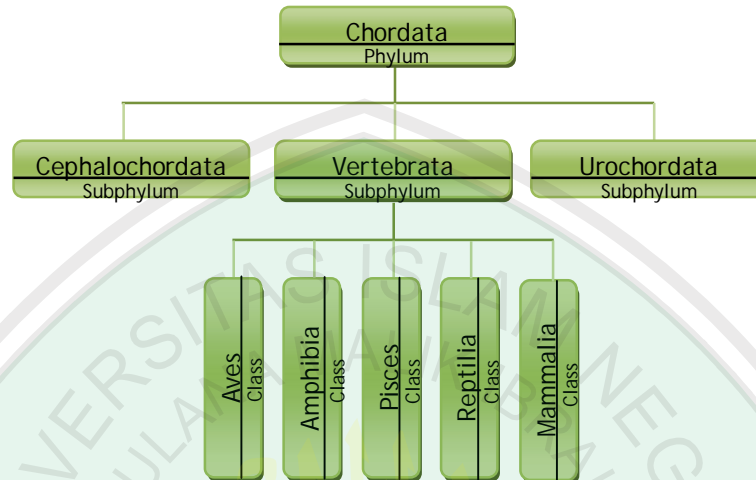 Chordata
Phylum
Cephalochordata
Subphylum
Vertebrata
Subphylum
Urochordata
Subphylum
Aves
Class
Amphibia
Class
Pisces
Class
Reptilia
Class
Mammalia
Class